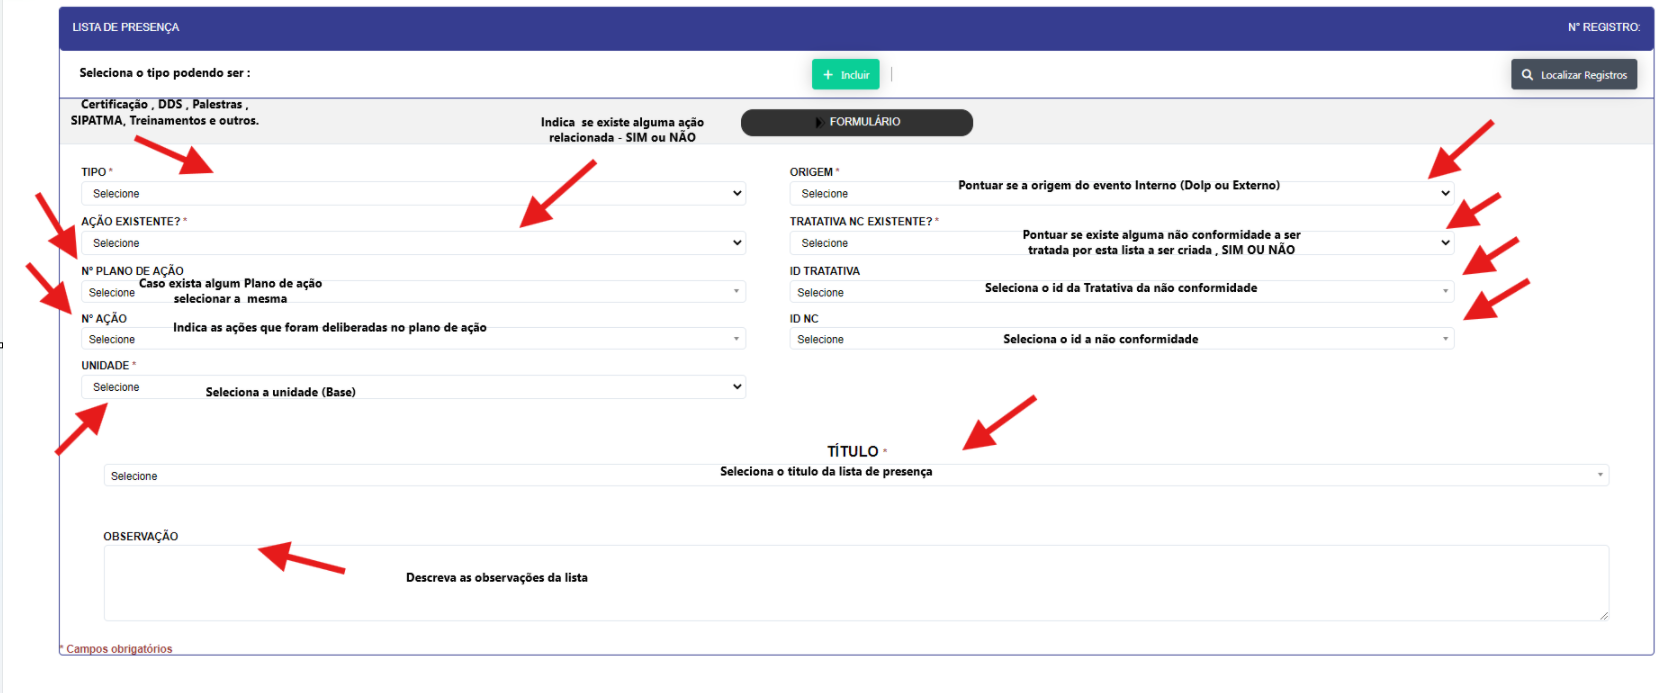 LISTA DE PRESENÇA
N° REGISTRO:
Seleciona o tipo podendo ser :
+ Incluir
Localizar Registros
Certificação , DDS , Palestras ,
SIPATMA, Treinamentos e outros.
Indica se existe alguma ação
relacionada - SIM ou NÃO
FORMULÁRIO
TIPO *
Selecione
ORIGEM *
Selecione
Pontuar se a origem do evento Interno (Dolp ou Externo)
AÇÃO EXISTENTE? *
Selecione
TRATATIVA NC EXISTENTE? *
Selecione
Pontuar se existe alguma não conformidade a ser
tratada por esta lista a ser criada , SIM OU NÃO
Nº PLANO DE AÇÃO
Selecione
Caso exista algum Plano de ação
selecionar a mesma
ID TRATATIVA
Selecione
Seleciona o id da Tratativa da não conformidade
Nº AÇÃO
Selecione
Indica as ações que foram deliberadas no plano de ação
ID NC
Selecione
Seleciona o id a não conformidade
UNIDADE *
Selecione
Seleciona a unidade (Base)
TÍTULO *
Selecione
Seleciona o titulo da lista de presença
OBSERVAÇÃO
Descreva as observações da lista
* Campos obrigatórios